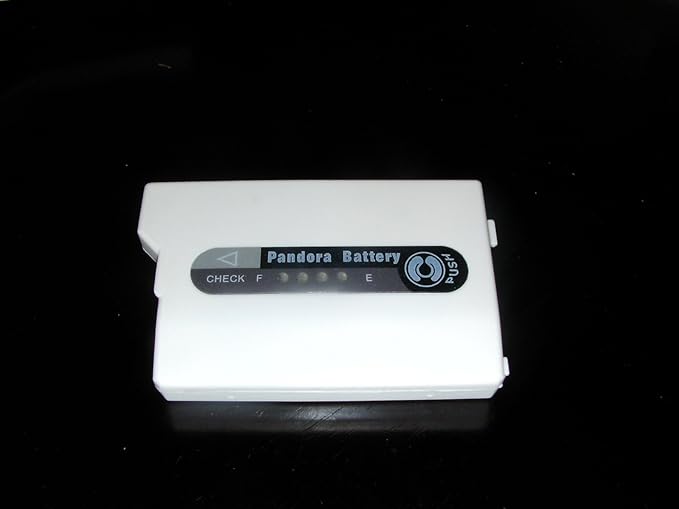 Pandora Battery
CHECK F E
PUSH